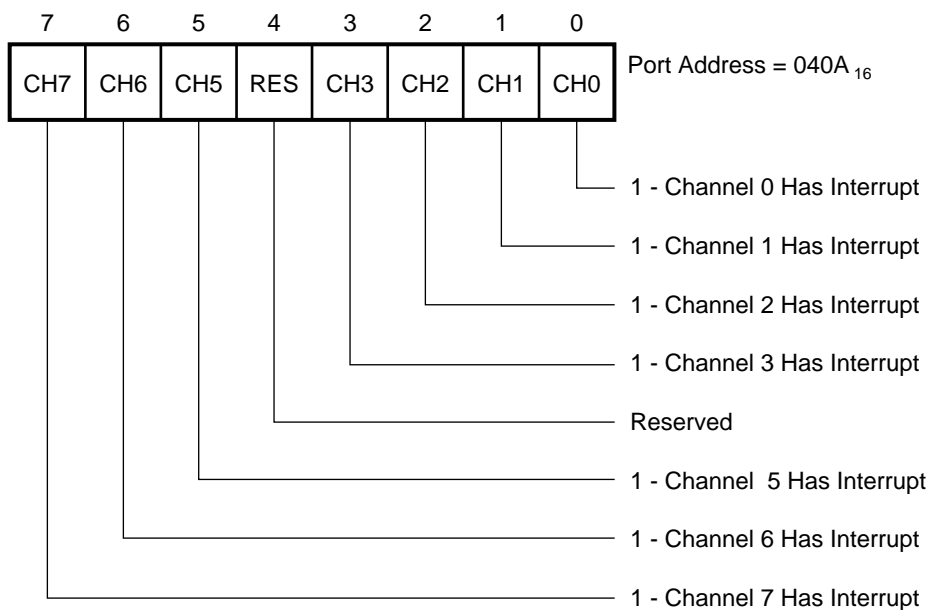 7 6 5 4 3 2 1 0
CH7 CH6 CH5 RES CH3 CH2 CH1 CH0
Port Address = 040A 16
1 - Channel 0 Has Interrupt
1 - Channel 1 Has Interrupt
1 - Channel 2 Has Interrupt
1 - Channel 3 Has Interrupt
Reserved
1 - Channel  5 Has Interrupt
1 - Channel 6 Has Interrupt
1 - Channel 7 Has Interrupt